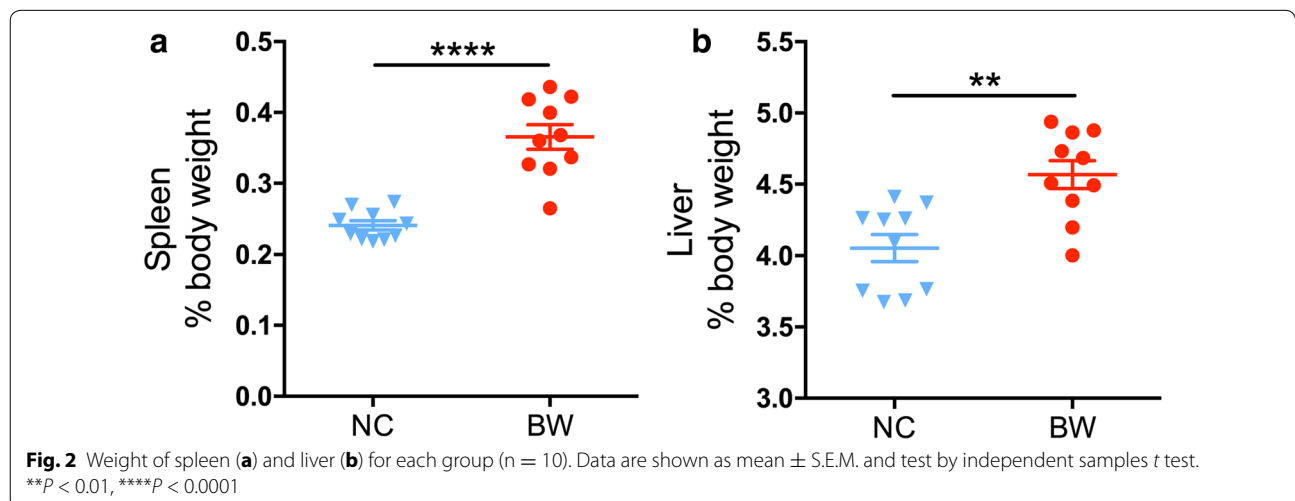 a
0.5
0.4
0.3
0.2
0.1
0.0
Spleen
% body weight
****
NC
BW
b
5.5
5.0
4.5
4.0
3.5
3.0
Liver
% body weight
**
NC
BW
Fig. 2 Weight of spleen (a) and liver (b) for each group (n = 10). Data are shown as mean ± S.E.M. and test by independent samples t test.
**P < 0.01, ****P < 0.0001